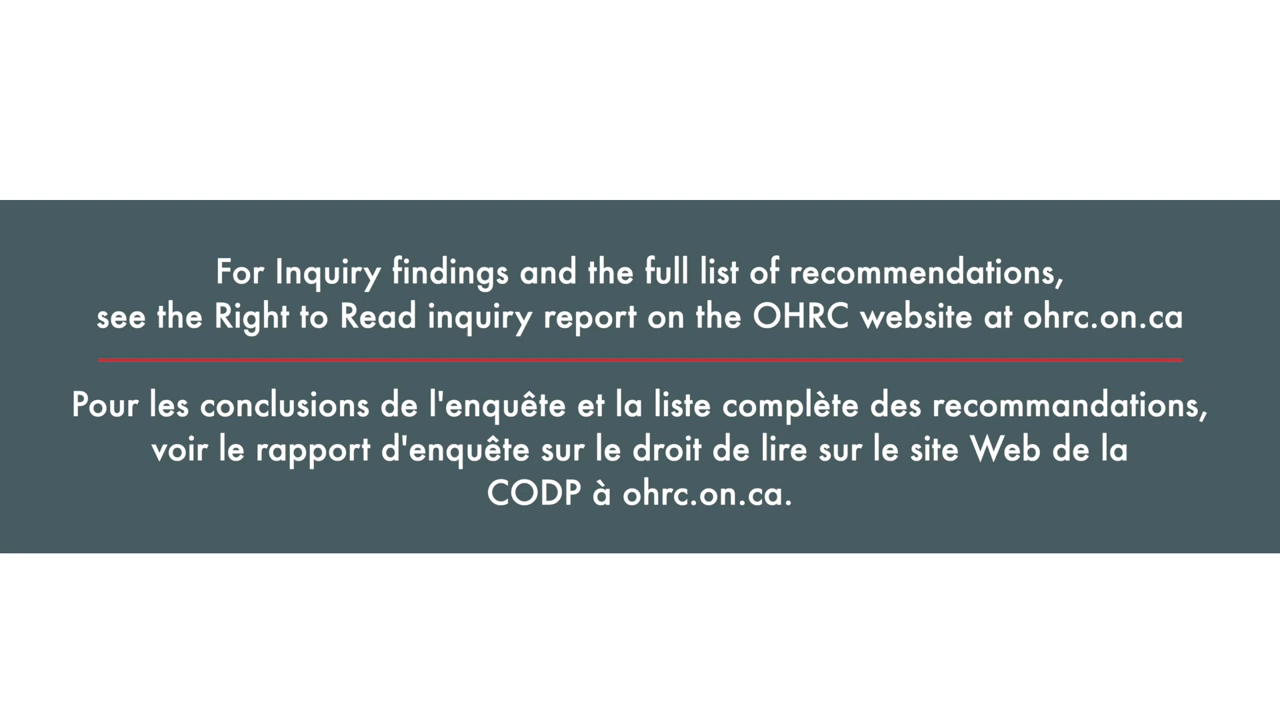 For Inquiry findings and the full list of recommendations,
see the Right to Read inquiry report on the OHRC website at ohrc.on.ca
Pour les conclusions de l'enquête et la liste complète des recommandations,
voir le rapport d'enquête sur le droit de lire sur le site Web de la
CODP à ohrc.on.ca.